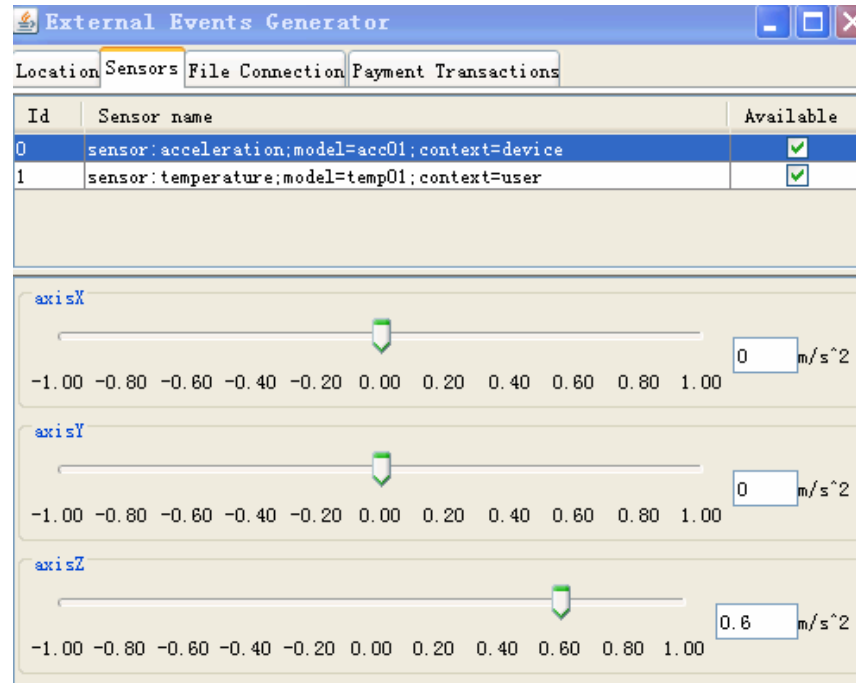 External Events Generator
Location Sensors File Connection Payment Transactions
Id Sensor name Available
0 sensor:acceleration;model=acc01;context=device
1 sensor:temperature;model=temp01;context=user
axisX
0 m/s^2
-1.00 -0.80 -0.60 -0.40 -0.20 0.00 0.20 0.40 0.60 0.80 1.00
axisY
0 m/s^2
-1.00 -0.80 -0.60 -0.40 -0.20 0.00 0.20 0.40 0.60 0.80 1.00
axisZ
0.6 m/s^2
-1.00 -0.80 -0.60 -0.40 -0.20 0.00 0.20 0.40 0.60 0.80 1.00